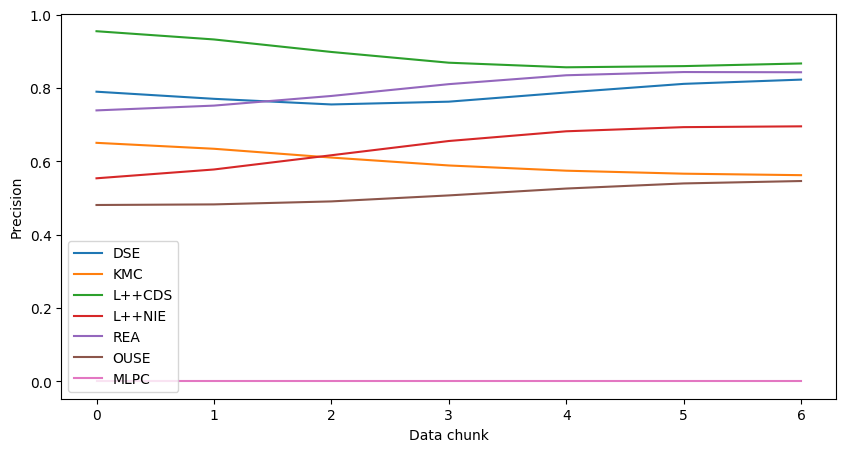 1.0
0.8
0.6
0.4
0.2
0.0
Precision
DSE
KMC
L++CDS
L++NIE
REA
OUSE
MLPC
0 1 2 3 4 5 6
Data chunk